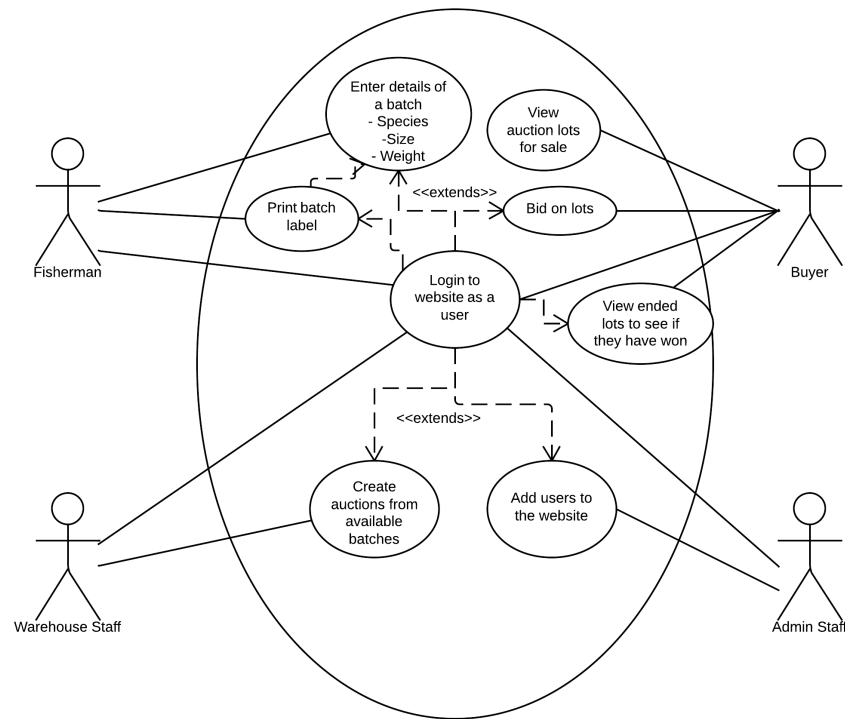 Enter details of
a batch
- Species
-Size
- Weight
View
auction lots
for sale
<<extends>>
Print batch
label
Bid on lots
Fisherman
Buyer
Login to
website as a
user
View ended
lots to see if
they have won
<<extends>>
Create
auctions from
available
batches
Add users to
the website
Warehouse Staff
Admin Staff